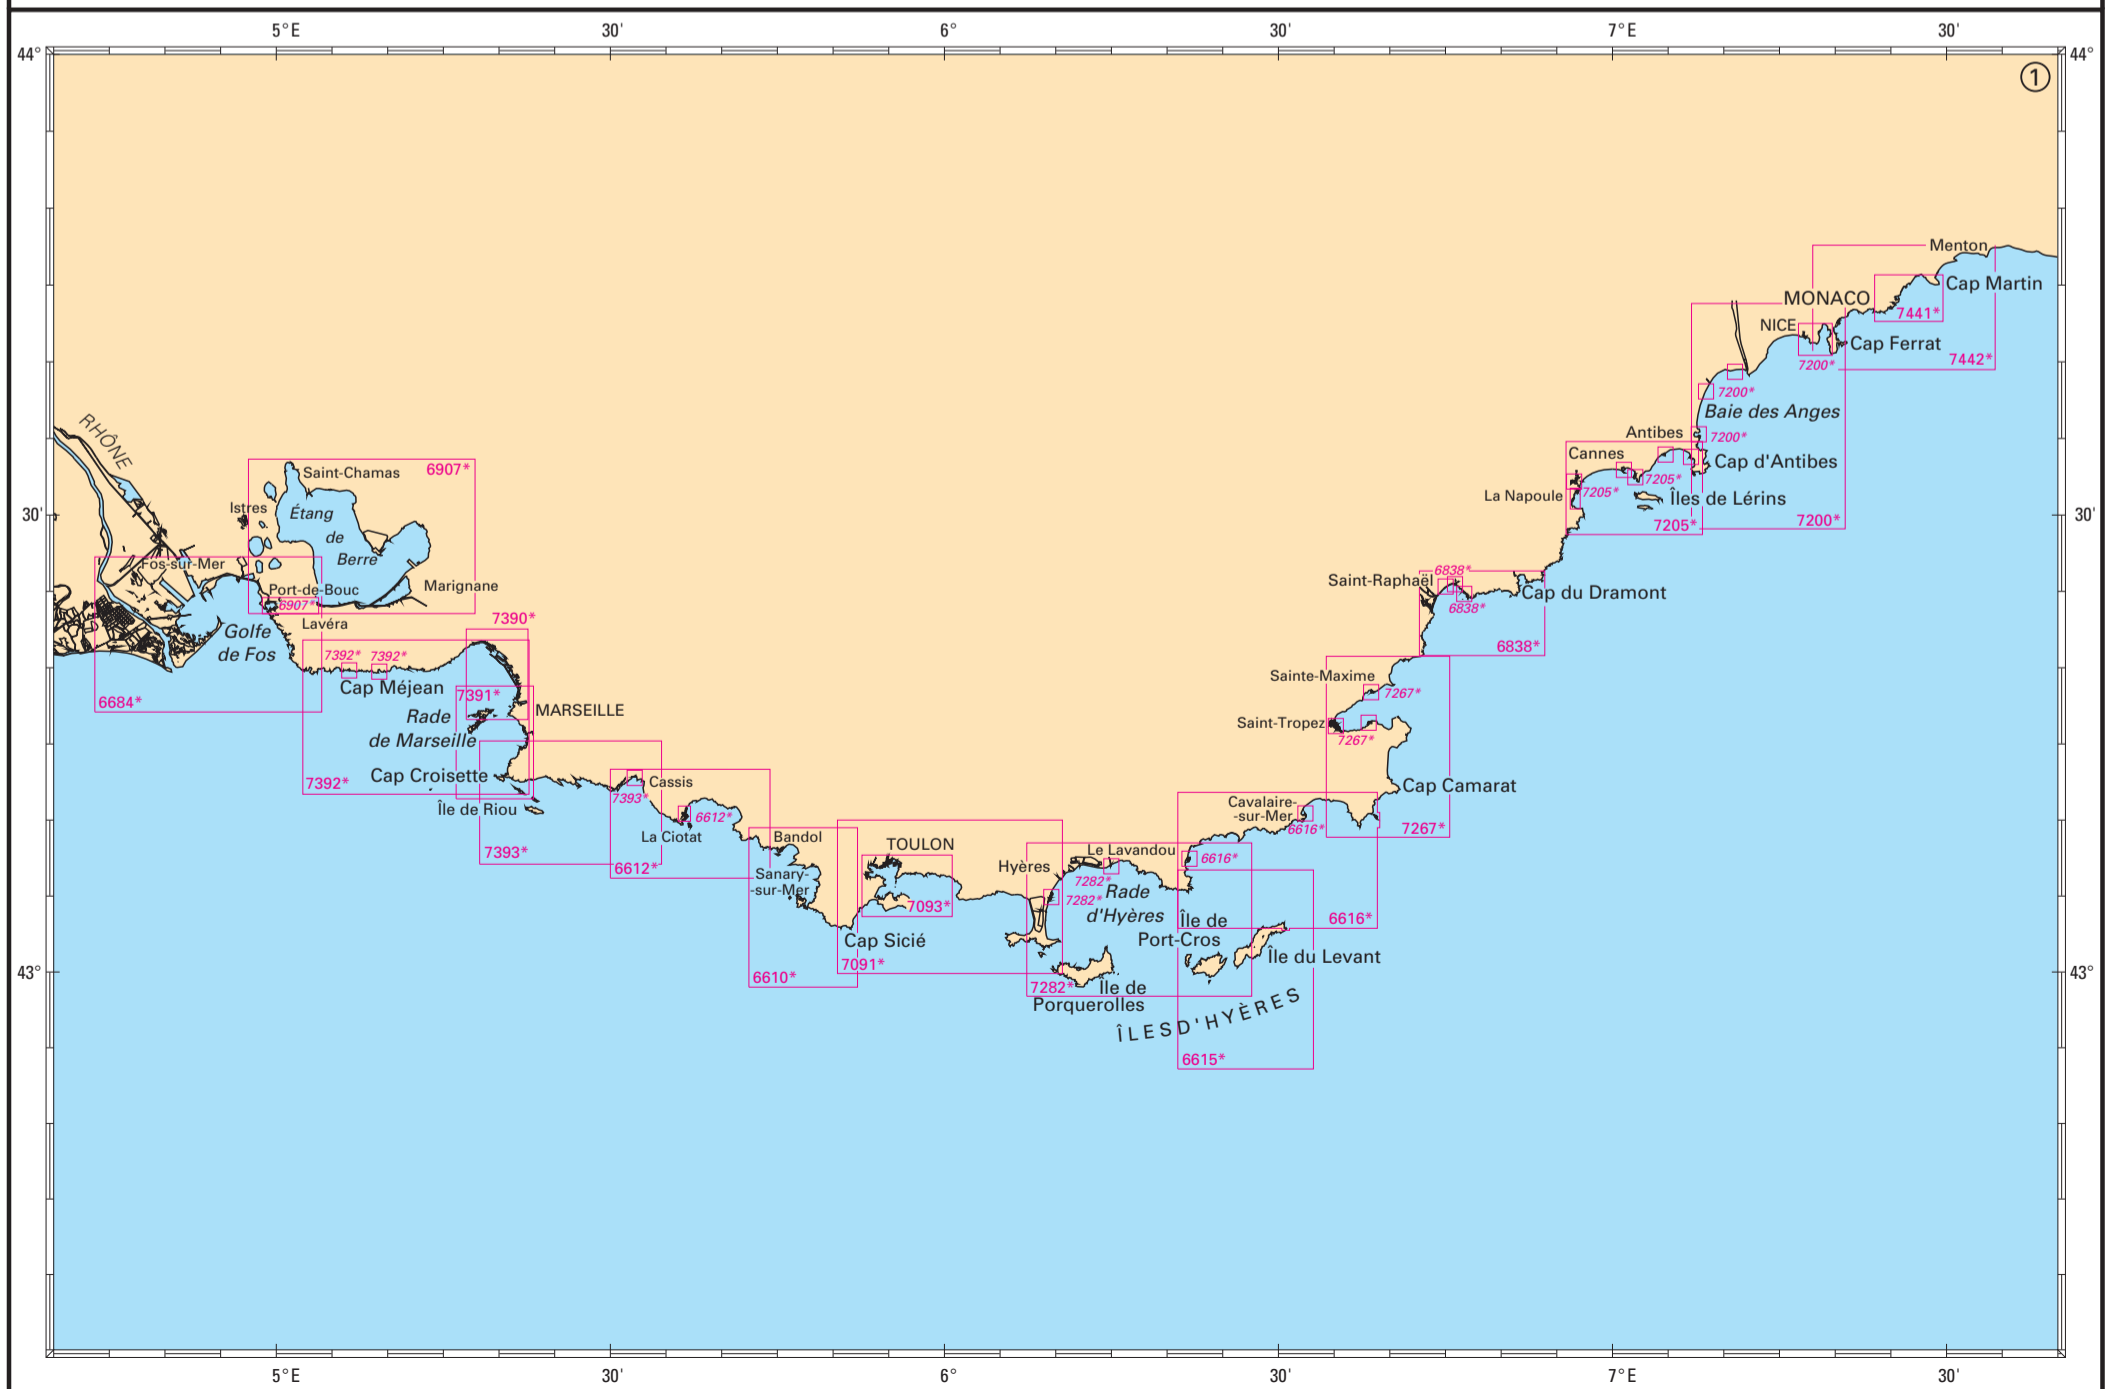 5°E
30'
6°
30'
7°E
30'
44°
44°
1
Menton
Cap Martin
MONACO
7441*
NICE
Cap Ferrat
7442*
7200*
7200*
Baie des Anges
Antibes
7200*
Cannes
Cap d'Antibes
7205*
La Napoule
7205*
Îles de Lérins
7205*
7200*
RHÔNE
Saint-Chamas
6907*
Istres
Étang
de
Berre
30'
30'
Fos-sur-Mer
Port-de-Bouc
Marignane
6907*
Lavéra
Golfe
de Fos
7390*
7392*
7392*
Cap Méjean
6684*
7391*
Rade
de Marseille
MARSEILLE
Cap Croisette
7392*
Île de Riou
Cassis
7393*
6612*
La Ciotat
7393*
6612*
Bandol
Sanary-
-sur-Mer
TOULON
7093*
Cap Sicié
7091*
6610*
Saint-Raphaël
6838*
6838*
Cap du Dramont
6838*
Sainte-Maxime
7267*
Saint-Tropez
7267*
Cap Camarat
Cavalaire-
-sur-Mer
6616*
7267*
Le Lavandou
6616*
Hyères
7282*
7282*
Rade
d'Hyères
Île de
Port-Cros
6616*
Île du Levant
43°
43°
7282*
Île de
Porquerolles
ÎLES D'HYÈRES
6615*
5°E
30'
6°
30'
7°E
30'